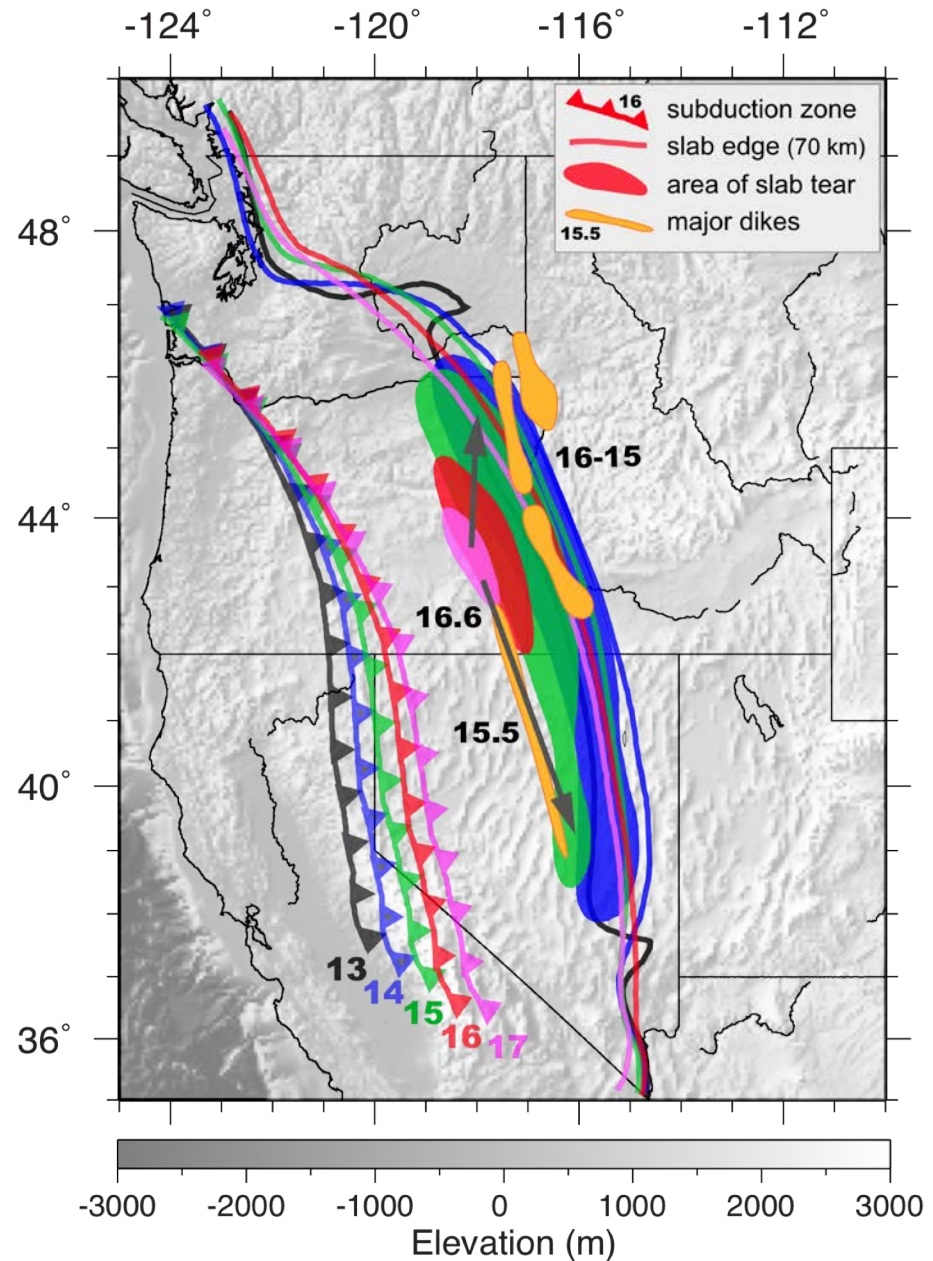 -124° -120° -116° -112°
16 subduction zone
slab edge (70 km)
area of slab tear
15.5 major dikes
48°
16-15
44°
16.6
15.5
40°
13
14
15
16
17
36°
-3000 -2000 -1000 0 1000 2000 3000
Elevation (m)